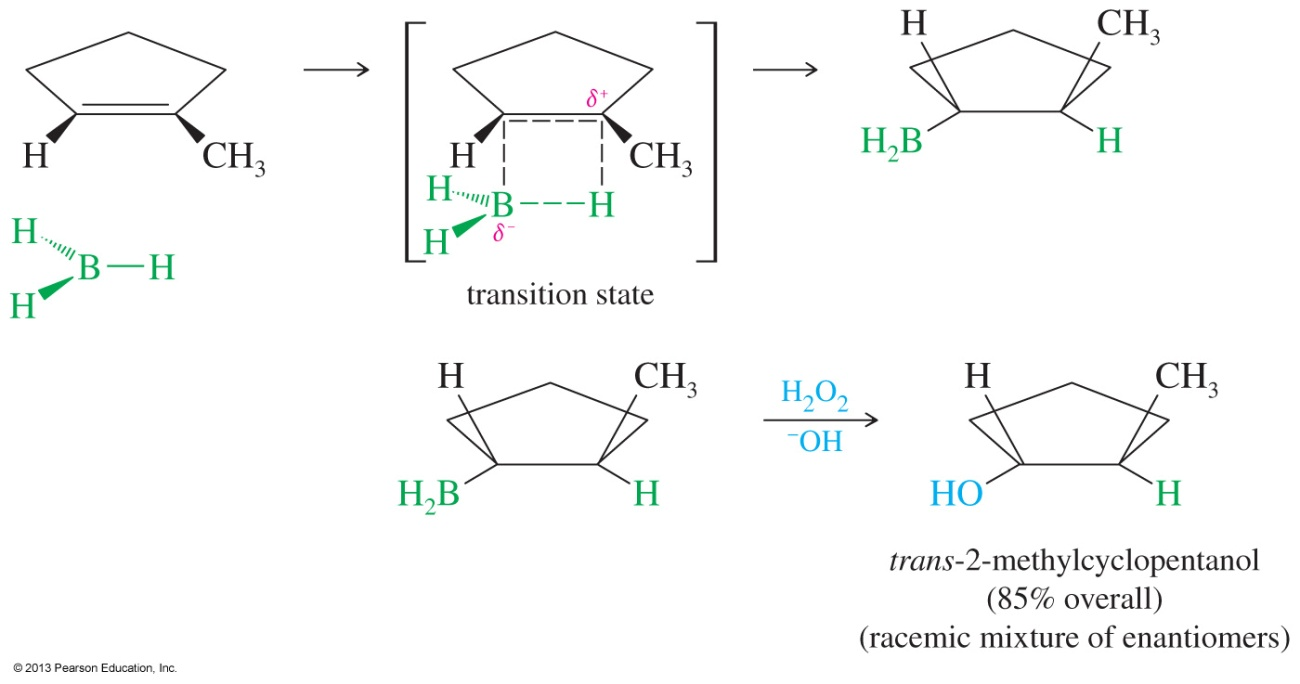 H CH₃
δ⁺
H CH₃ H CH₃ H₂B H
H H B — H H B H
H δ⁻
H
transition state
H CH₃ H₂O₂ H CH₃
⁻OH
H₂B H HO H
trans-2-methylcyclopentanol
(85% overall)
(racemic mixture of enantiomers)
© 2013 Pearson Education, Inc.